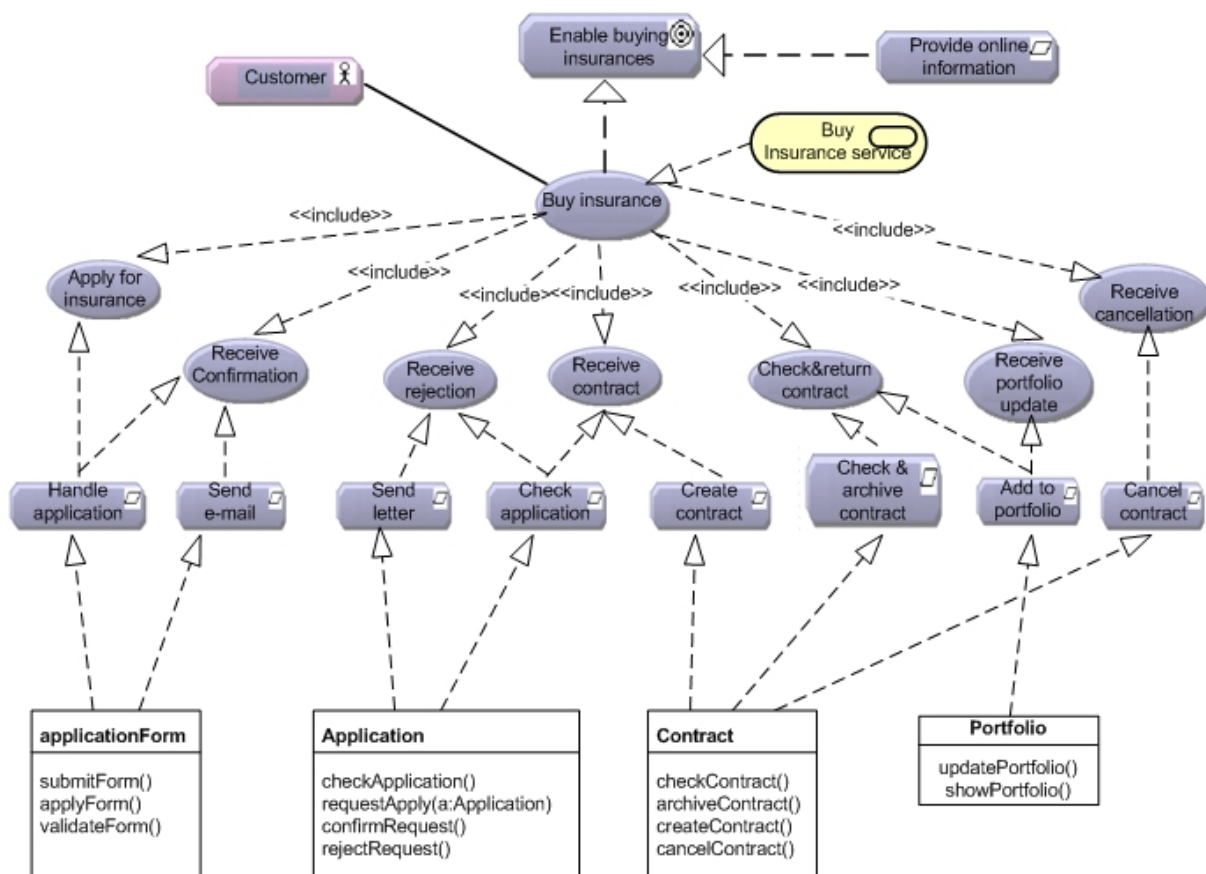 Enable buying
insurances
Provide online
information
Customer
Buy
Insurance service
Buy insurance
<<include>>
<<include>>
<<include>>
<<include>>
<<include>>
<<include>>
<<include>>
Apply for
insurance
Receive
Confirmation
Receive
rejection
Receive
contract
Check&return
contract
Receive
portfolio
update
Receive
cancellation
Handle
application
Send
e-mail
Send
letter
Check
application
Create
contract
Check &
archive
contract
Add to
portfolio
Cancel
contract
applicationForm
submitForm()
applyForm()
validateForm()
Application
checkApplication()
requestApply(a:Application)
confirmRequest()
rejectRequest()
Contract
checkContract()
archiveContract()
createContract()
cancelContract()
Portfolio
updatePortfolio()
showPortfolio()